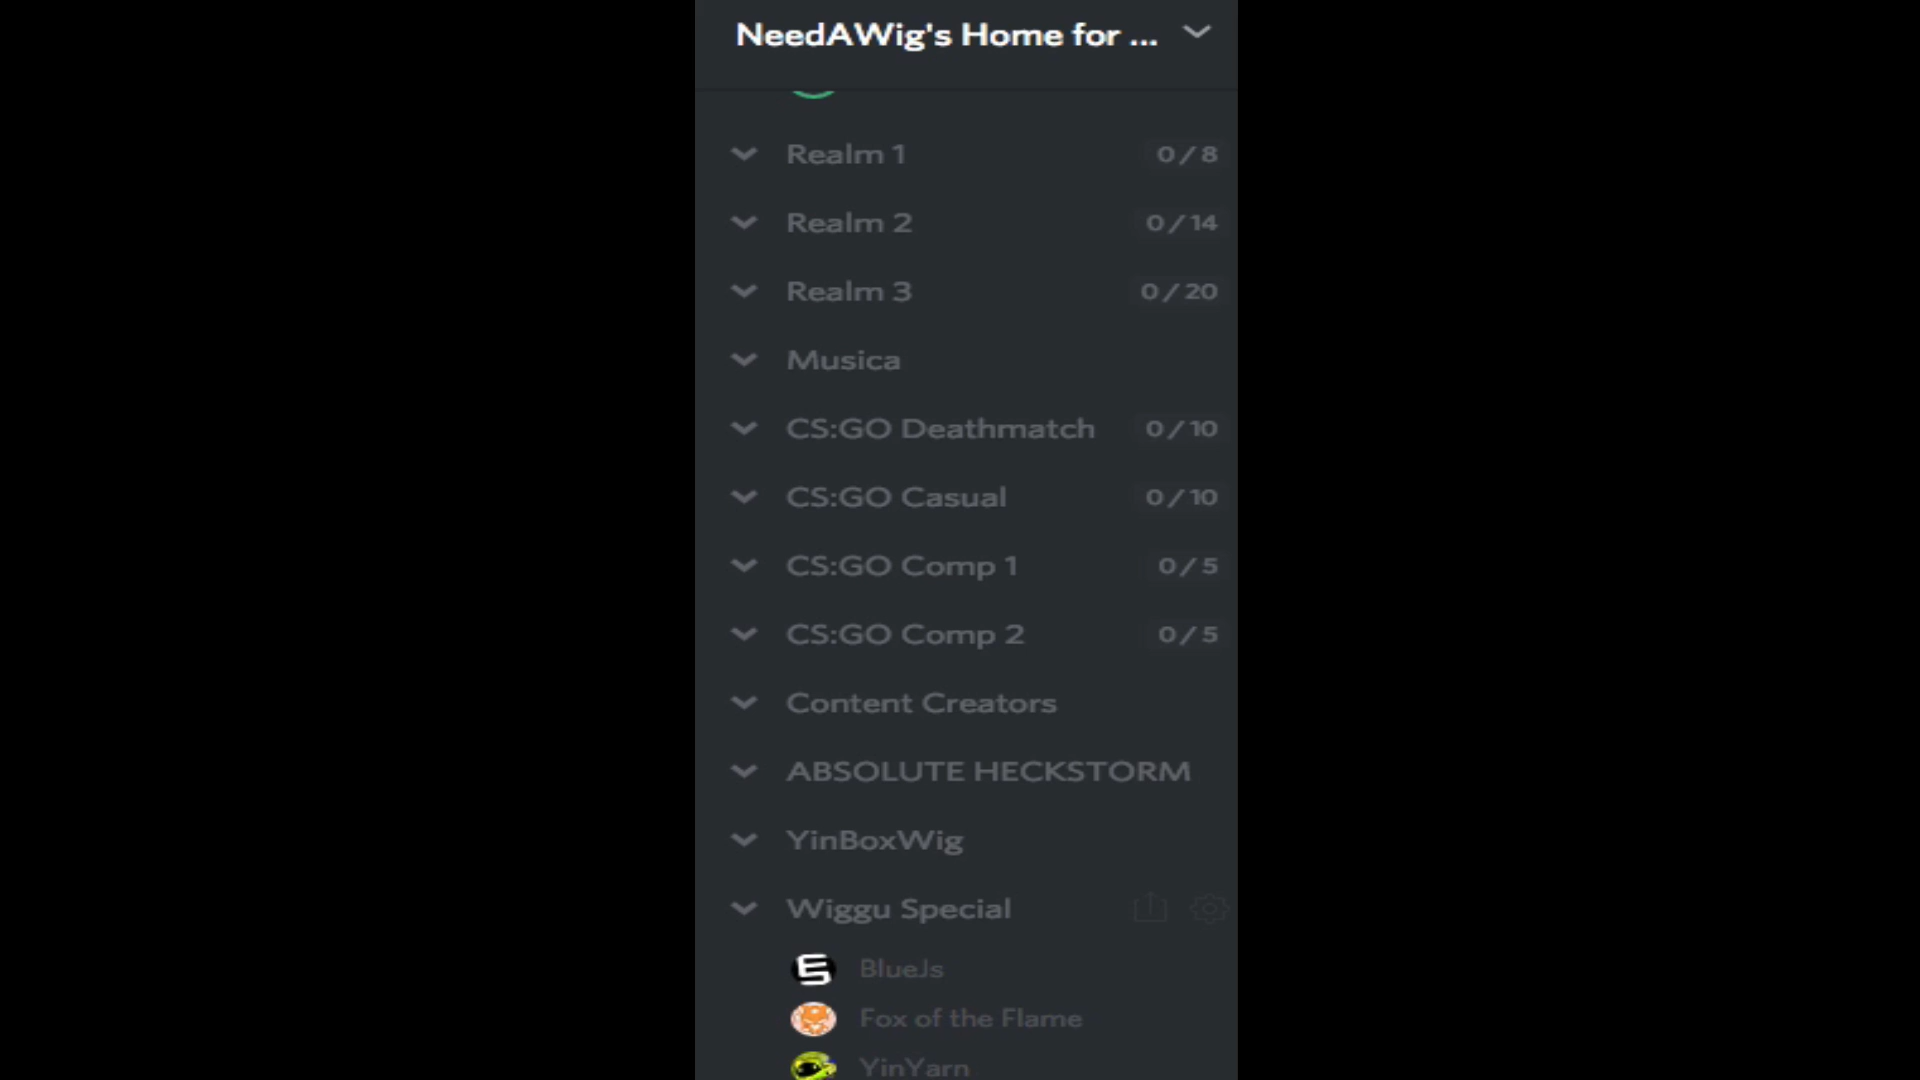 NeedAWig's Home for ...
Realm 1 0/8
Realm 2 0/14
Realm 3 0/20
Musica
CS:GO Deathmatch 0/10
CS:GO Casual 0/10
CS:GO Comp 1 0/5
CS:GO Comp 2 0/5
Content Creators
ABSOLUTE HECKSTORM
YinBoxWig
Wiggu Special
BlueJs
Fox of the Flame
YinYarn